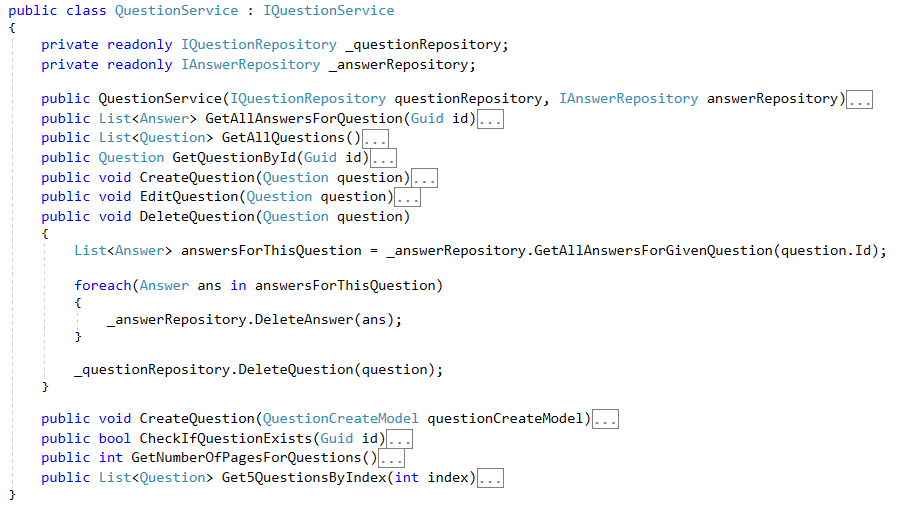 public class QuestionService : IQuestionService
{
    private readonly IQuestionRepository _questionRepository;
    private readonly IAnswerRepository _answerRepository;

    public QuestionService(IQuestionRepository questionRepository, IAnswerRepository answerRepository)...
    public List<Answer> GetAllAnswersForQuestion(Guid id)...
    public List<Question> GetAllQuestions()...
    public Question GetQuestionById(Guid id)...
    public void CreateQuestion(Question question)...
    public void EditQuestion(Question question)...
    public void DeleteQuestion(Question question)
    {
        List<Answer> answersForThisQuestion = _answerRepository.GetAllAnswersForGivenQuestion(question.Id);

        foreach(Answer ans in answersForThisQuestion)
        {
            _answerRepository.DeleteAnswer(ans);
        }

        _questionRepository.DeleteQuestion(question);
    }

    public void CreateQuestion(QuestionCreateModel questionCreateModel)...
    public bool CheckIfQuestionExists(Guid id)...
    public int GetNumberOfPagesForQuestions()...
    public List<Question> Get5QuestionsByIndex(int index)...
}